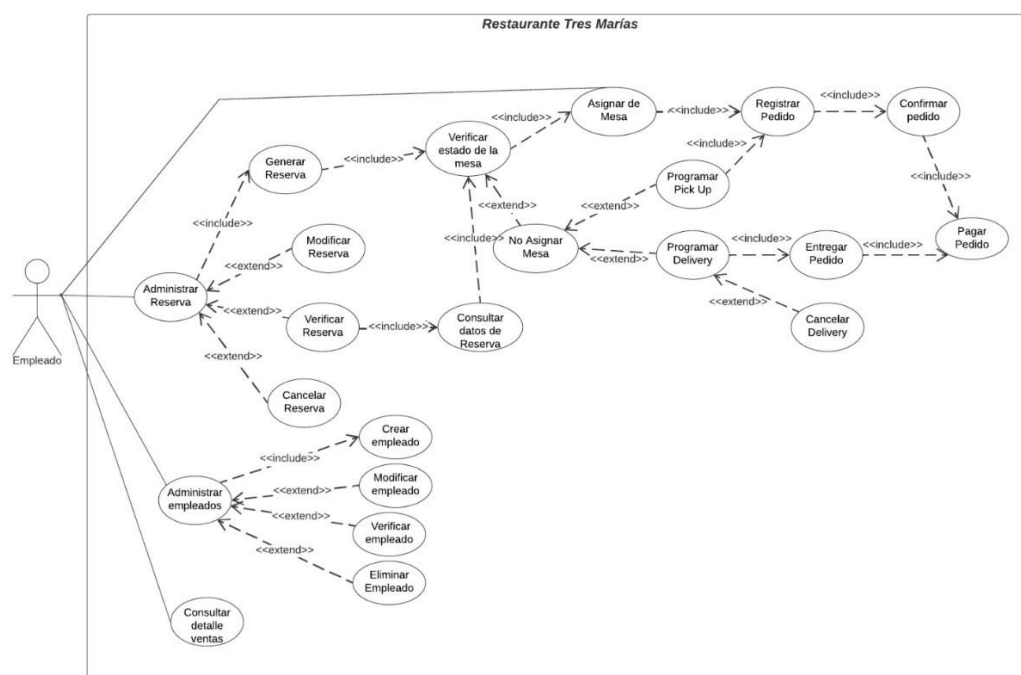 Restaurante Tres Marías
Asignar de
Mesa
<<include>>
Registrar
Pedido
<<include>>
Confirmar
pedido
<<include>>
Verificar
estado de la
mesa
<<include>>
Generar
Reserva
<<include>>
Programar
Pick Up
<<include>>
<<extend>>
<<extend>>
<<include>>
<<include>>
Modificar
Reserva
<<include>>
No Asignar
Mesa
<<extend>>
Programar
Delivery
<<include>>
Entregar
Pedido
<<include>>
Pagar
Pedido
<<extend>>
Administrar
Reserva
<<extend>>
Verificar
Reserva
<<include>>
Consultar
datos de
Reserva
<<extend>>
Cancelar
Delivery
Empleado
<<extend>>
Cancelar
Reserva
Crear
empleado
<<include>>
Administrar
empleados
<<extend>>
Modificar
empleado
<<extend>>
Verificar
empleado
<<extend>>
Eliminar
Empleado
Consultar
detalle
ventas